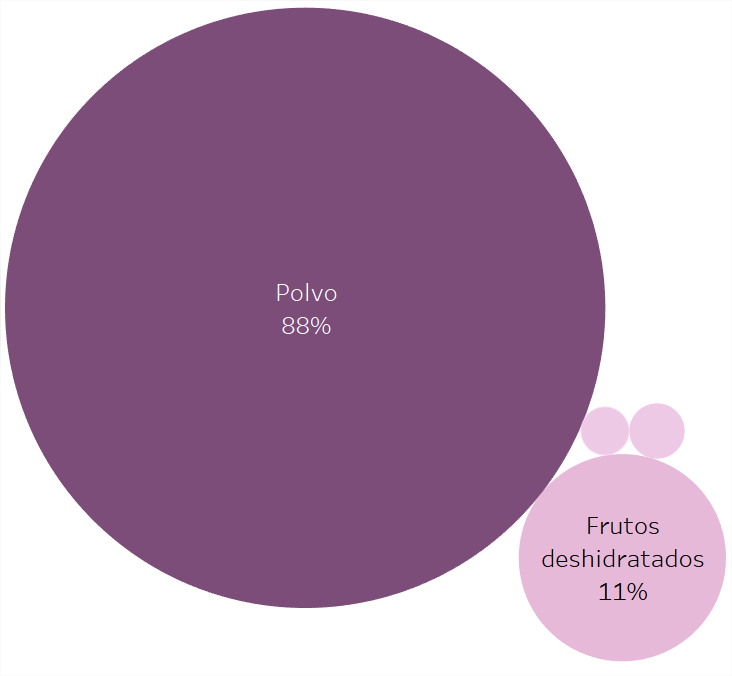 Polvo
88%
Frutos
deshidratados
11%